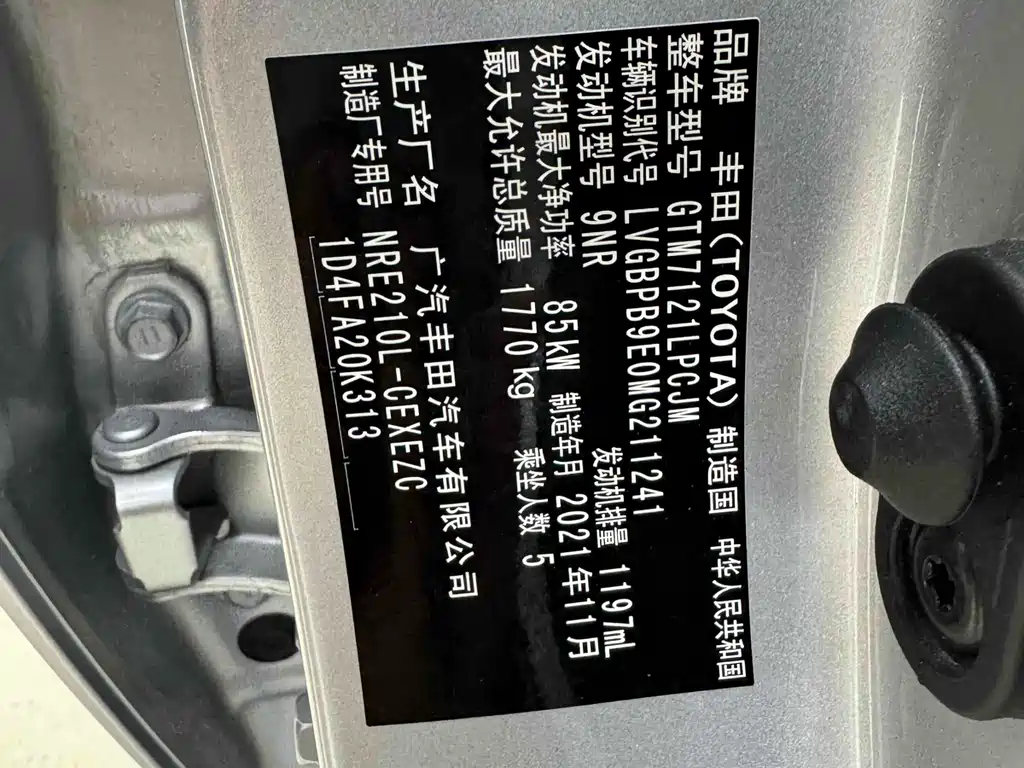 品牌 丰田(TOYOTA) 制造国 中华人民共和国
整车型号 GTM7121LPCJM
车辆识别代号 LVGBPB9E0MG211241
发动机型号 9NR 发动机排量 1197mL
发动机最大净功率 85kW 制造年月 2021年11月
最大允许总质量 1770kg 乘坐人数 5
生产厂名 广汽丰田汽车有限公司
制造厂专用号 NRE210L-CEXEZC
1D4FA20K313